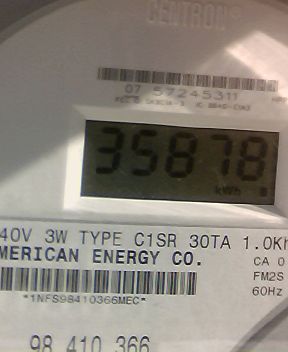 CENTRON®
07 57245311
35878
kWh
40V 3W TYPE C1SR 30TA 1.0Kh
MERICAN ENERGY CO.
CA 0
FM2S
60Hz
*1NFS98410366MEC*
98 410 366